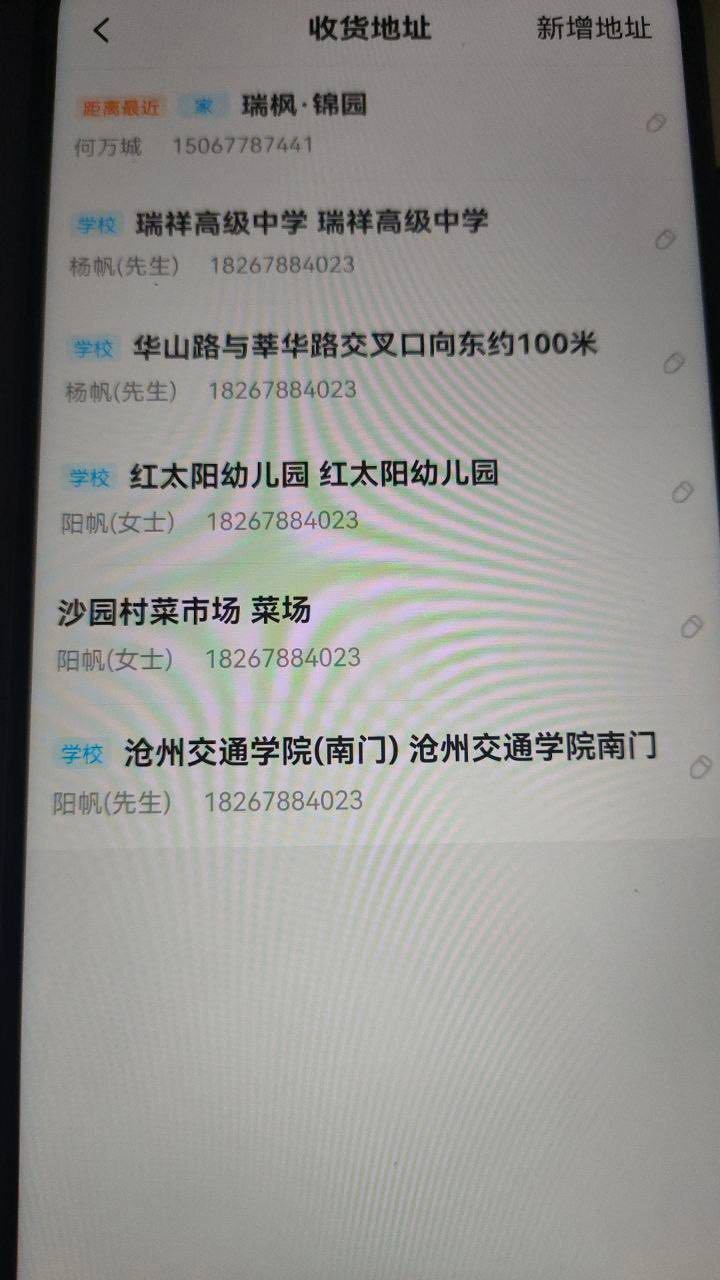 收货地址 新增地址
距离最近 家 瑞枫·锦园
何万城 15067787441
学校 瑞祥高级中学 瑞祥高级中学
杨帆(先生) 18267884023
学校 华山路与莘华路交叉口向东约100米
杨帆(先生) 18267884023
学校 红太阳幼儿园 红太阳幼儿园
阳帆(女士) 18267884023
沙园村菜市场 菜场
阳帆(女士) 18267884023
学校 沧州交通学院(南门) 沧州交通学院南门
阳帆(先生) 18267884023